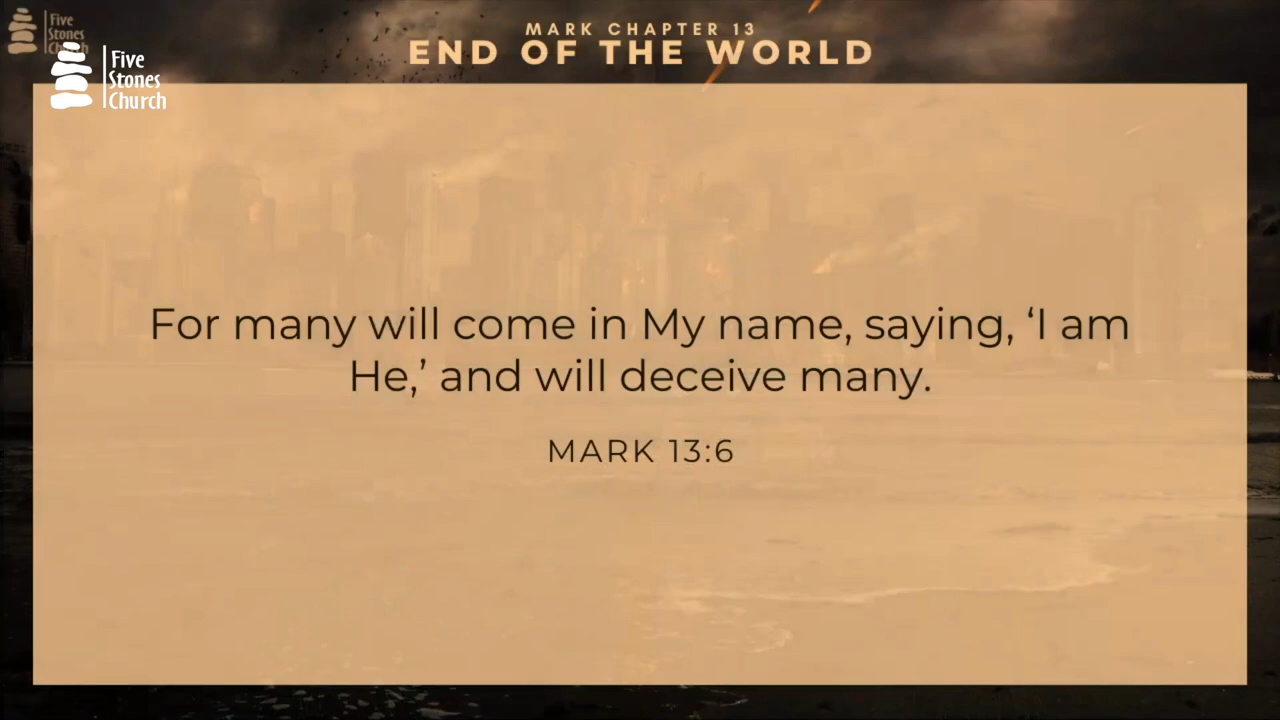 Five
Stones
Church
Five
Stones
Church
MARK CHAPTER 13
END OF THE WORLD
For many will come in My name, saying, ‘I am
He,’ and will deceive many.
MARK 13:6